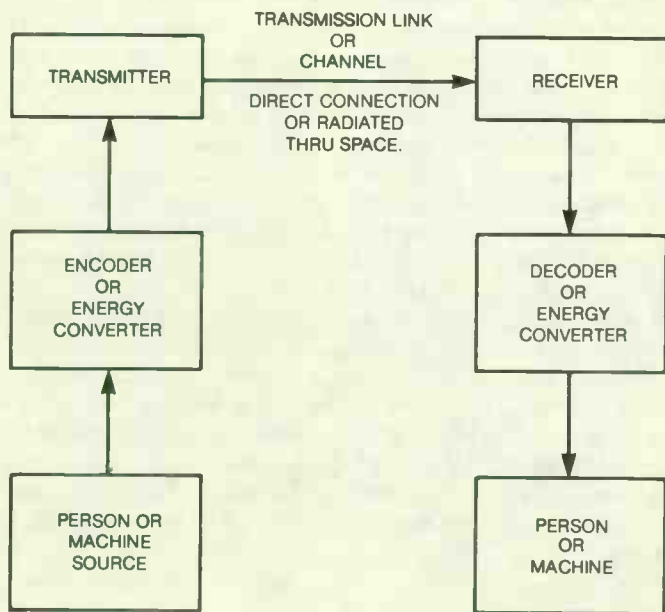 TRANSMISSION LINK
OR
CHANNEL
TRANSMITTER
RECEIVER
DIRECT CONNECTION
OR RADIATED
THRU SPACE.
ENCODER
OR
ENERGY
CONVERTER
DECODER
OR
ENERGY
CONVERTER
PERSON OR
MACHINE
SOURCE
PERSON
OR
MACHINE